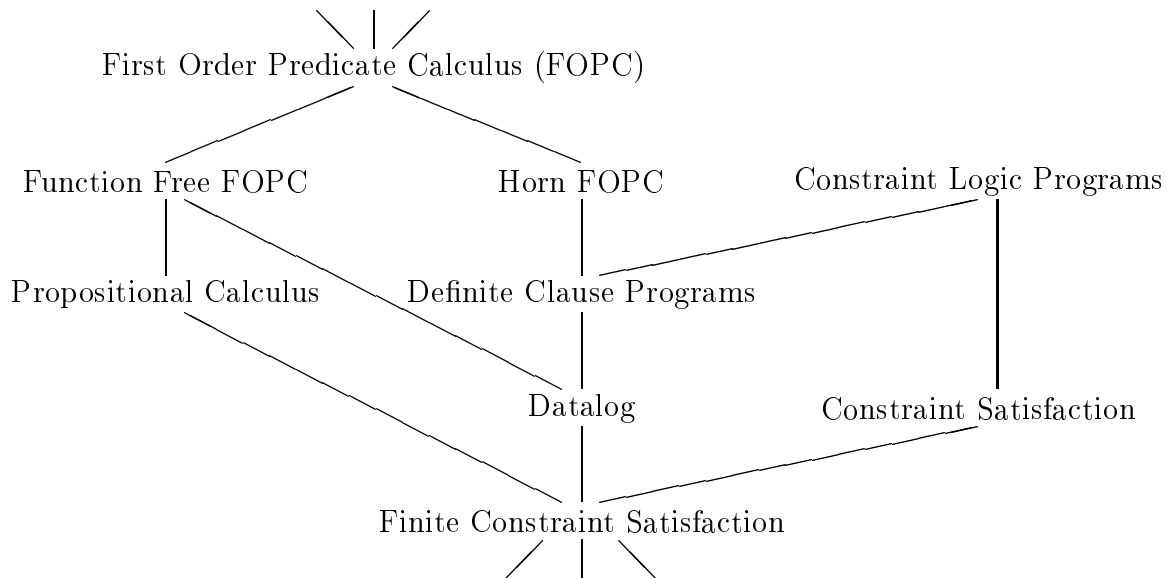 First Order Predicate Calculus (FOPC)
Function Free FOPC
Horn FOPC
Constraint Logic Programs
Propositional Calculus
Definite Clause Programs
Datalog
Constraint Satisfaction
Finite Constraint Satisfaction